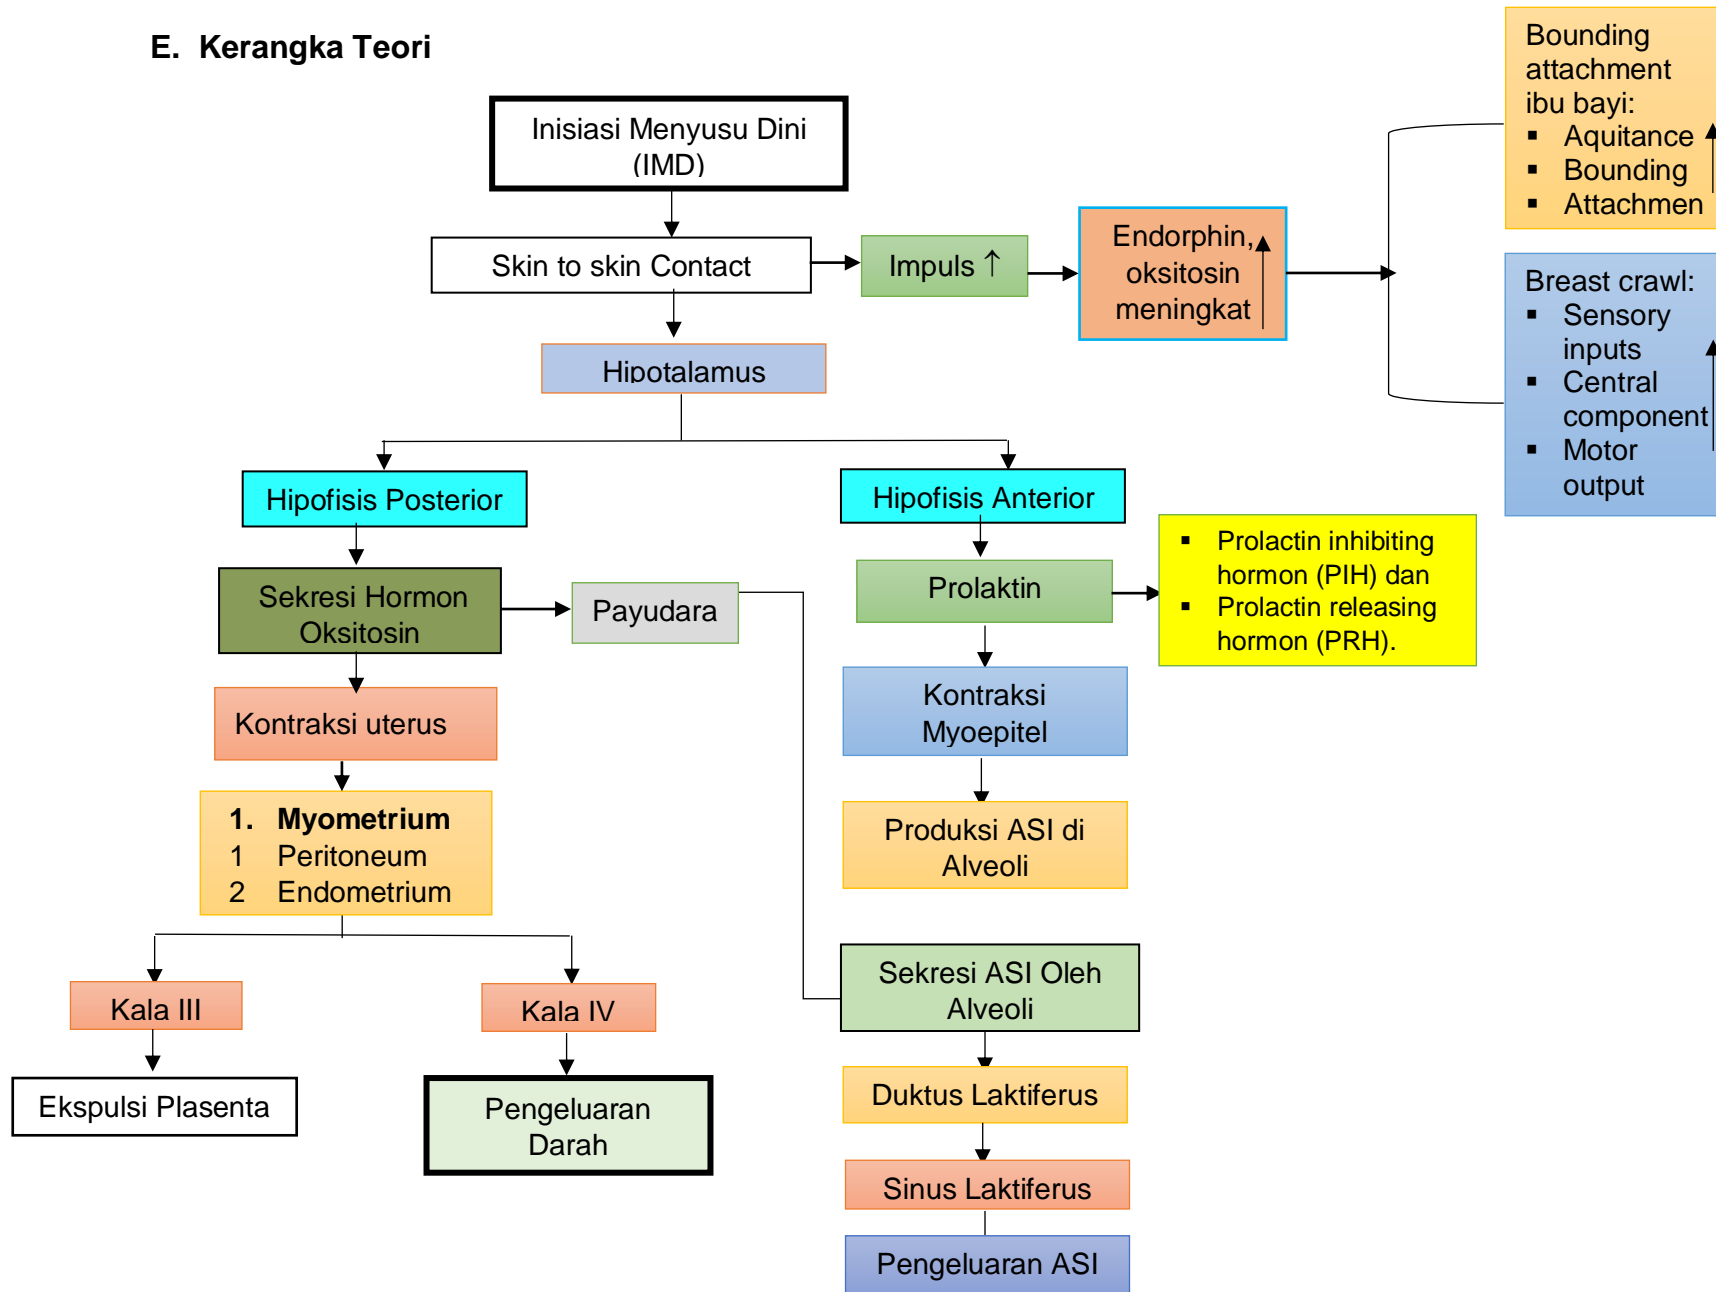 E. Kerangka Teori
Inisiasi Menyusu Dini
(IMD)
Skin to skin Contact
Impuls ↑
Endorphin,
oksitosin
meningkat
Bounding
attachment
ibu bayi:
▪ Aquitance
▪ Bounding
▪ Attachmen
Breast crawl:
▪ Sensory
inputs
▪ Central
component
▪ Motor
output
Hipotalamus
Hipofisis Posterior
Hipofisis Anterior
Sekresi Hormon
Oksitosin
Payudara
Prolaktin
▪ Prolactin inhibiting
hormon (PIH) dan
▪ Prolactin releasing
hormon (PRH).
Kontraksi uterus
Kontraksi
Myoepitel
1. Myometrium
1 Peritoneum
2 Endometrium
Produksi ASI di
Alveoli
Kala III
Kala IV
Sekresi ASI Oleh
Alveoli
Ekspulsi Plasenta
Pengeluaran
Darah
Duktus Laktiferus
Sinus Laktiferus
Pengeluaran ASI